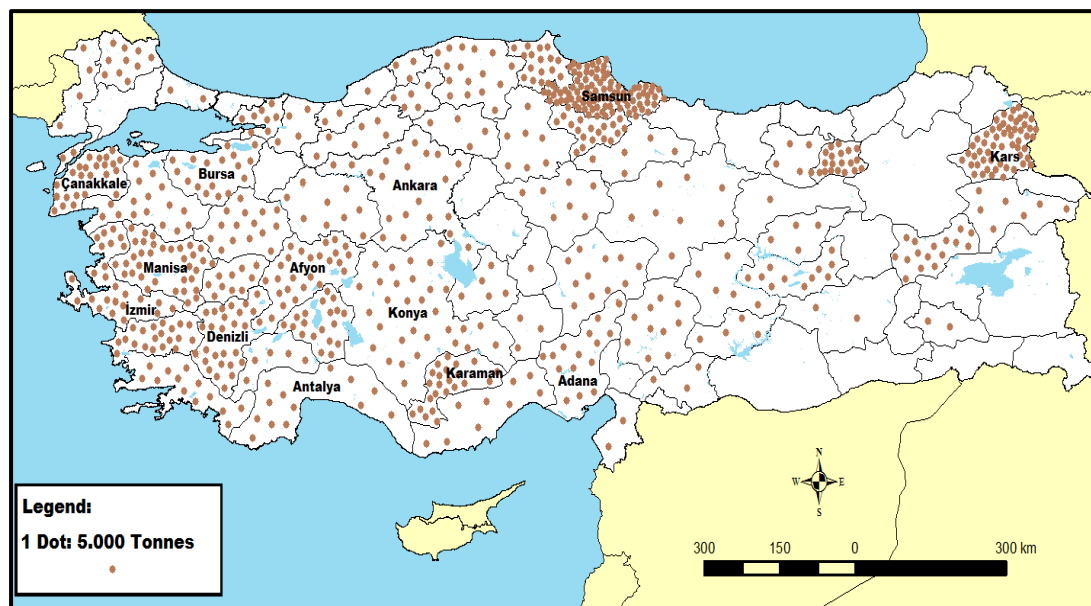 Samsun
Kars
Çanakkale
Bursa
Ankara
Manisa
Afyon
İzmir
Konya
Denizli
Karaman
Antalya
Adana
N
W E
S
Legend:
1 Dot: 5.000 Tonnes
300 150 0 300 km